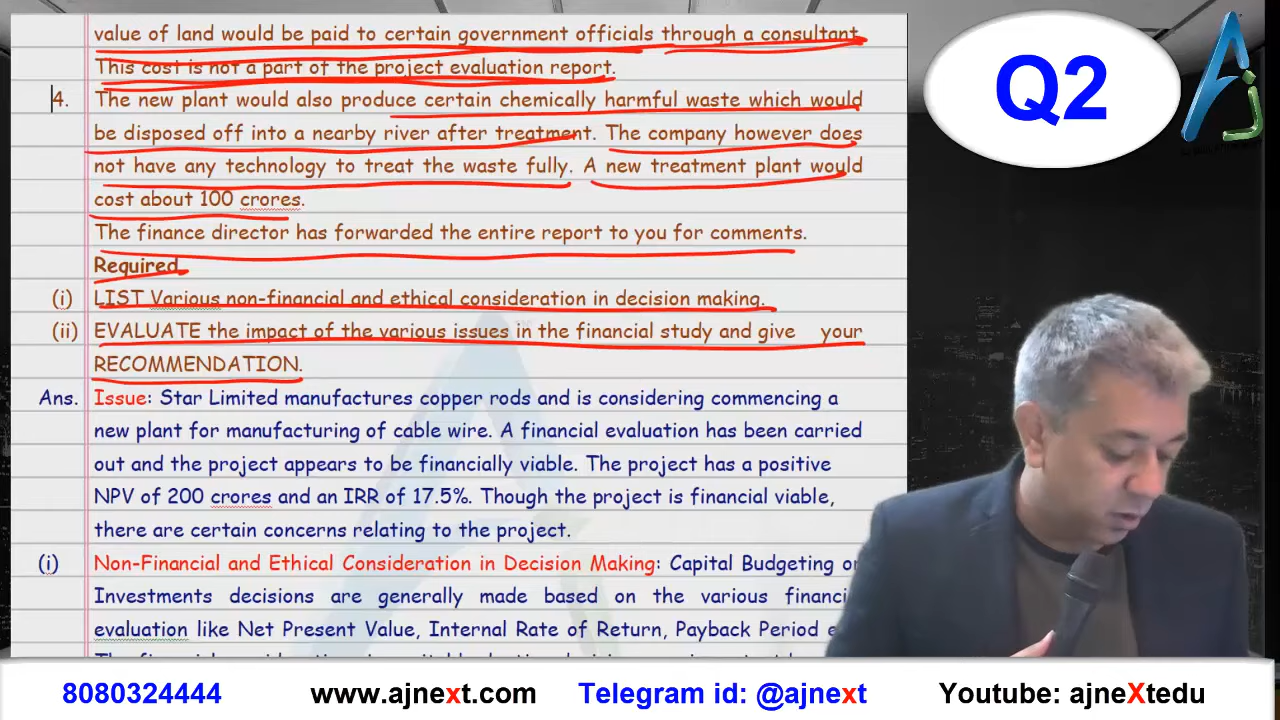 value of land would be paid to certain government officials through a consultant.
This cost is not a part of the project evaluation report.
4. The new plant would also produce certain chemically harmful waste which would
be disposed off into a nearby river after treatment. The company however does
not have any technology to treat the waste fully. A new treatment plant would
cost about 100 crores.
The finance director has forwarded the entire report to you for comments.
Required
(i) LIST Various non-financial and ethical consideration in decision making.
(ii) EVALUATE the impact of the various issues in the financial study and give your
RECOMMENDATION.
Ans. Issue: Star Limited manufactures copper rods and is considering commencing a
new plant for manufacturing of cable wire. A financial evaluation has been carried
out and the project appears to be financially viable. The project has a positive
NPV of 200 crores and an IRR of 17.5%. Though the project is financial viable,
there are certain concerns relating to the project.
(i) Non-Financial and Ethical Consideration in Decision Making: Capital Budgeting
Investments decisions are generally made based on the various
evaluation like Net Present Value, Internal Rate of Return, Payback Period
Q2
8080324444 www.ajnext.com Telegram id: @ajnext Youtube: ajneXtedu